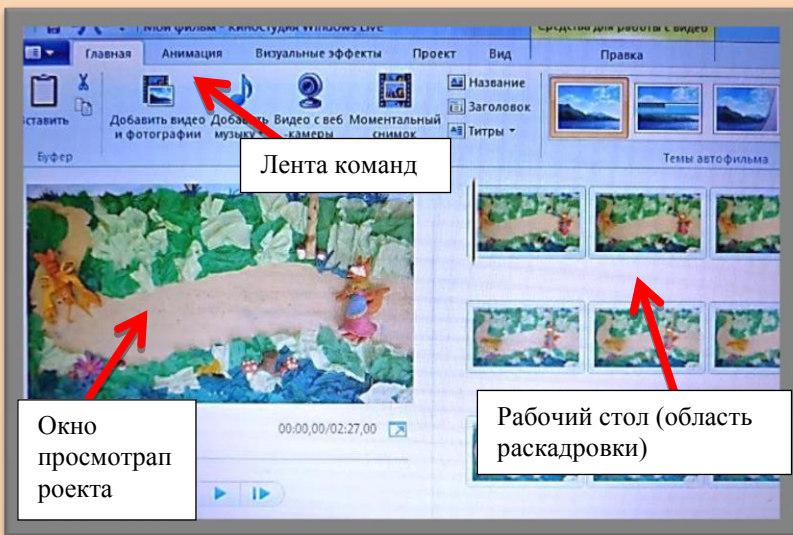 Мой фильм - Киностудия Windows Live
Средства для работы с видео
Главная Анимация Визуальные эффекты Проект Вид Правка
Добавить видео и фотографии
музыку
Видео с веб -камеры
Моментальный снимок
Название
Заголовок
Титры
Буфер
Темы автофильма
Лента команд
00:00,00/02:27,00
Окно
просмотрап
роекта
Рабочий стол (область
раскадровки)